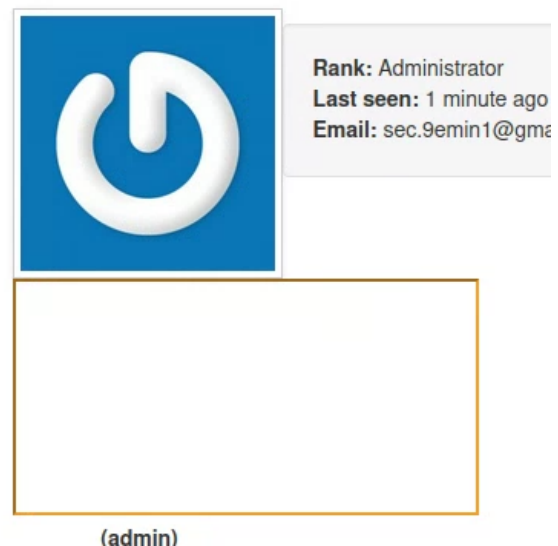 Rank: Administrator
Last seen: 1 minute ago
Email: sec.9emin1@gma
(admin)